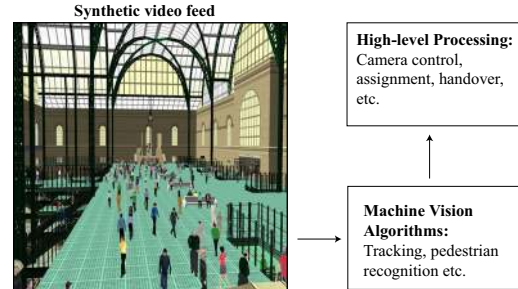 Synthetic video feed
High-level Processing:
Camera control,
assignment, handover,
etc.
Machine Vision
Algorithms:
Tracking, pedestrian
recognition etc.